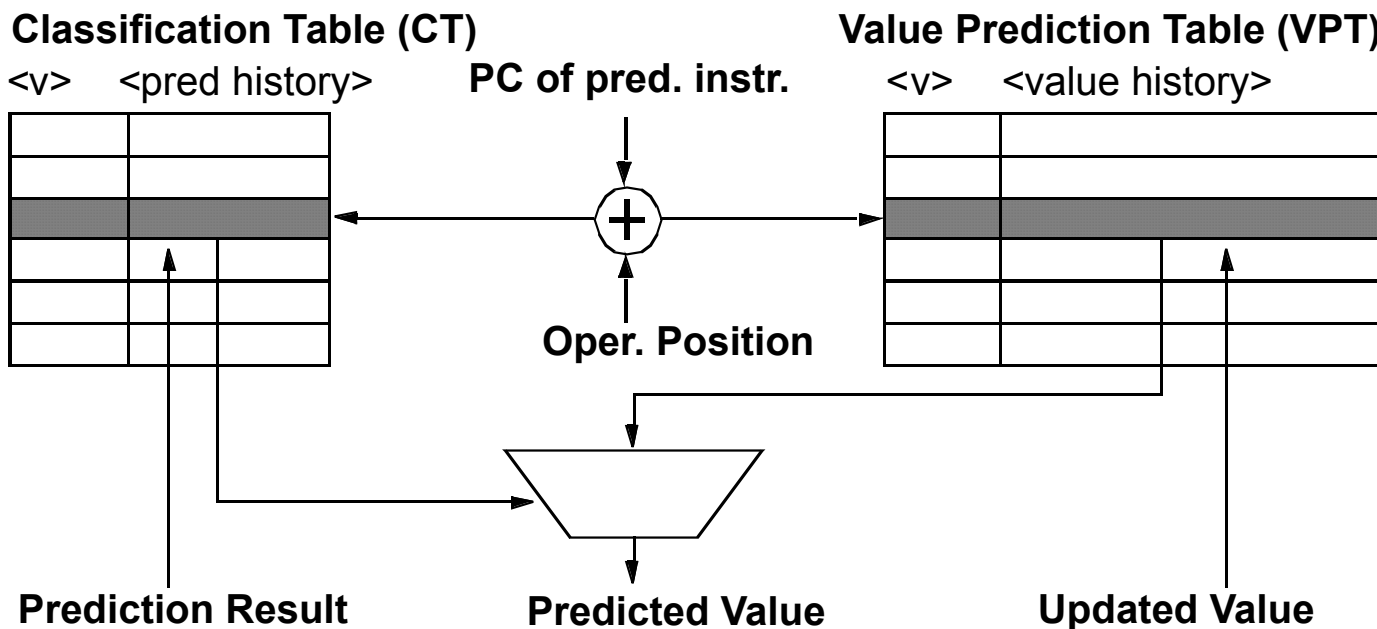 Classification Table (CT)
Value Prediction Table (VPT)
<v> <pred history>
PC of pred. instr.
<v> <value history>
+
Oper. Position
Prediction Result
Predicted Value
Updated Value